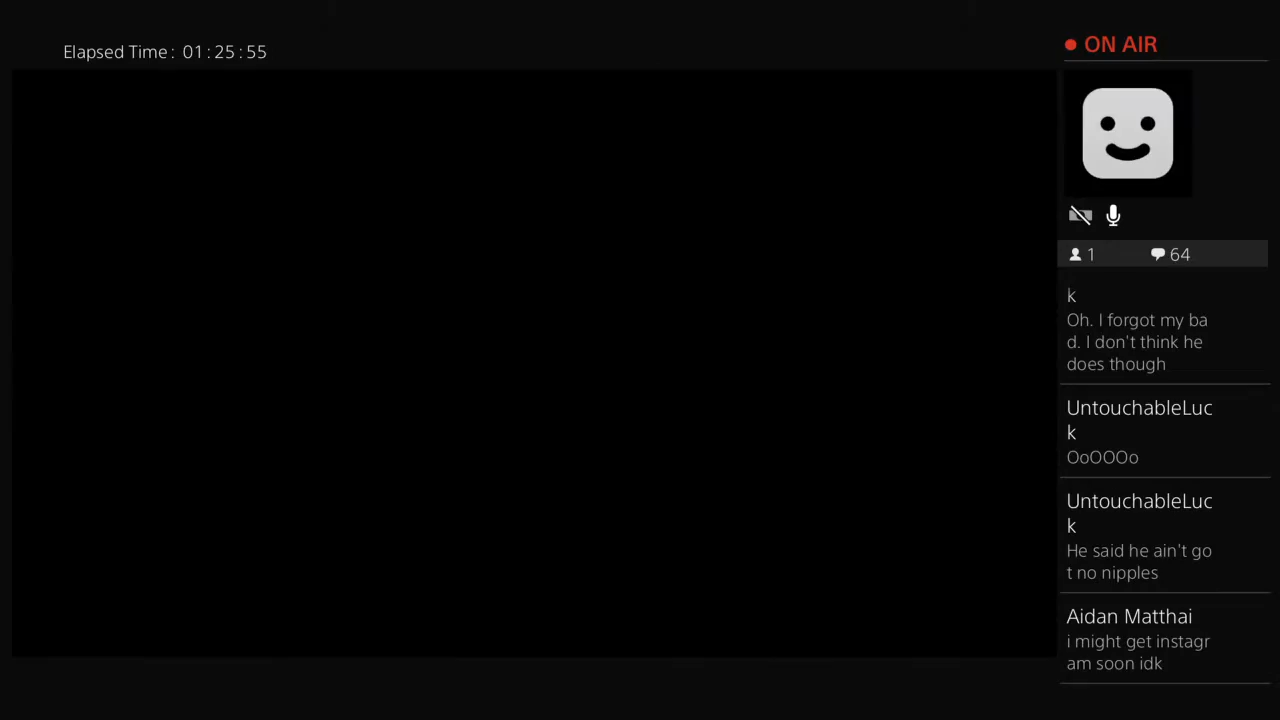 Elapsed Time: 01:25:55
ON AIR
1 64
k
Oh. I forgot my ba
d. I don't think he
does though
UntouchableLuc
k
OoOOOo
UntouchableLuc
k
He said he ain't go
t no nipples
Aidan Matthai
i might get instagr
am soon idk